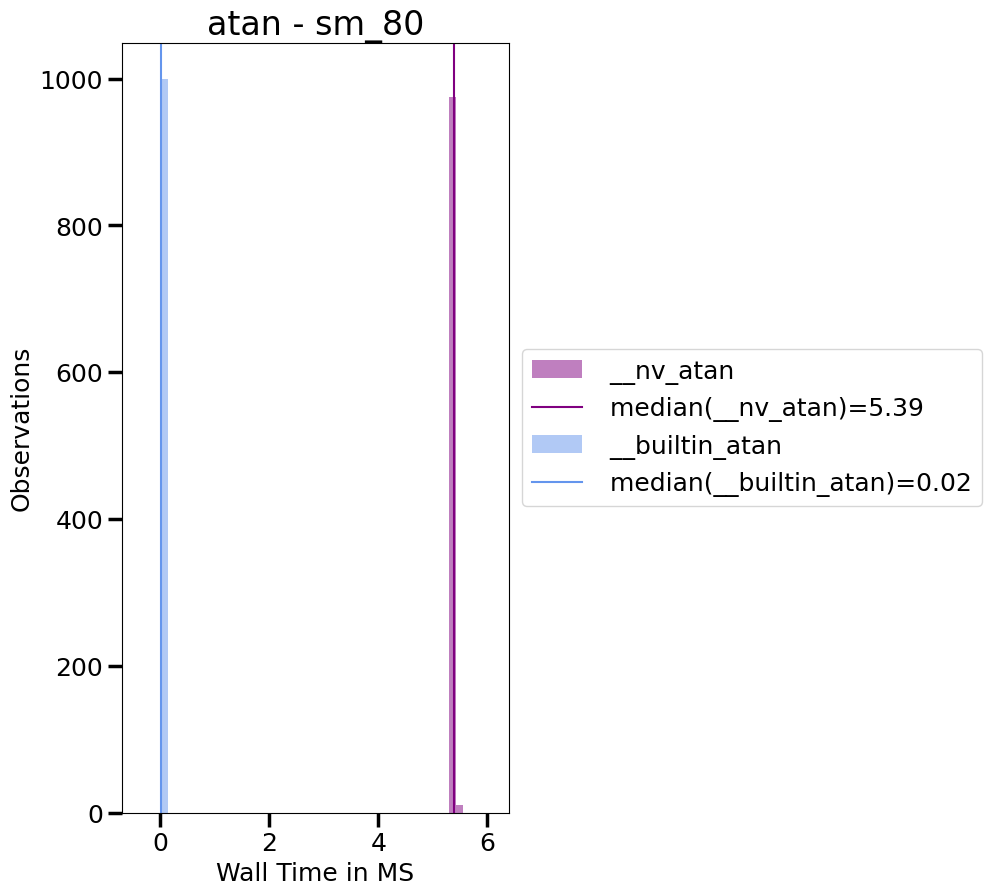 atan - sm_80
1000
800
600
400
200
0
Observations
0 2 4 6
Wall Time in MS
__nv_atan
median(__nv_atan)=5.39
__builtin_atan
median(__builtin_atan)=0.02